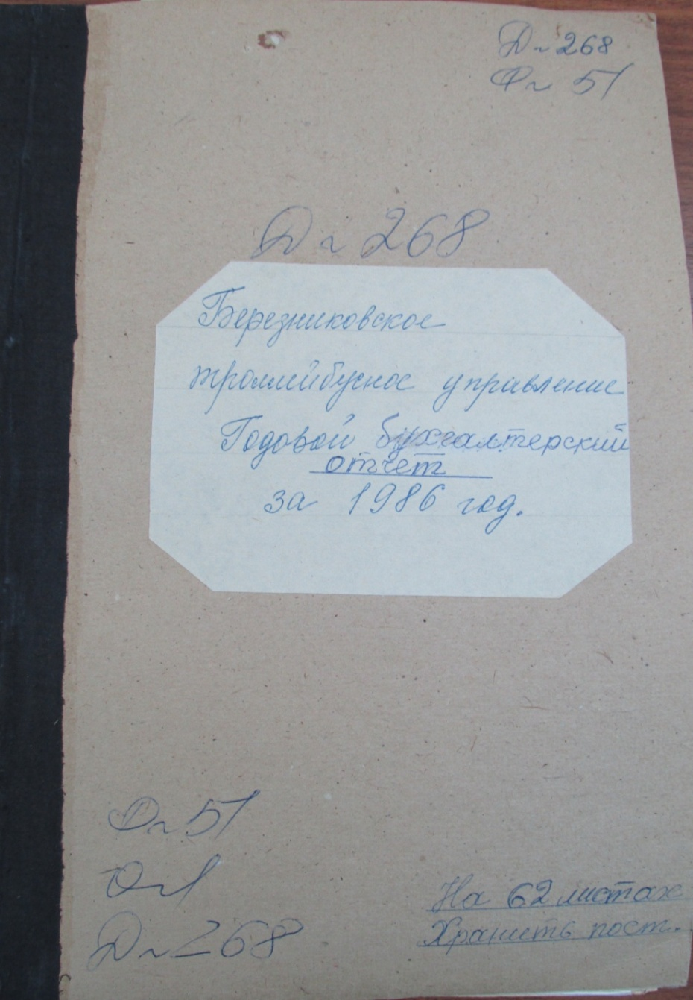 Д~268
Ф~51
Д~268
Березниковское
троллейбусное управление
Годовой бухгалтерский
отчет
за 1986 год.
Ф~51
О~1
Д~268
На 62 листах
Хранить пост.